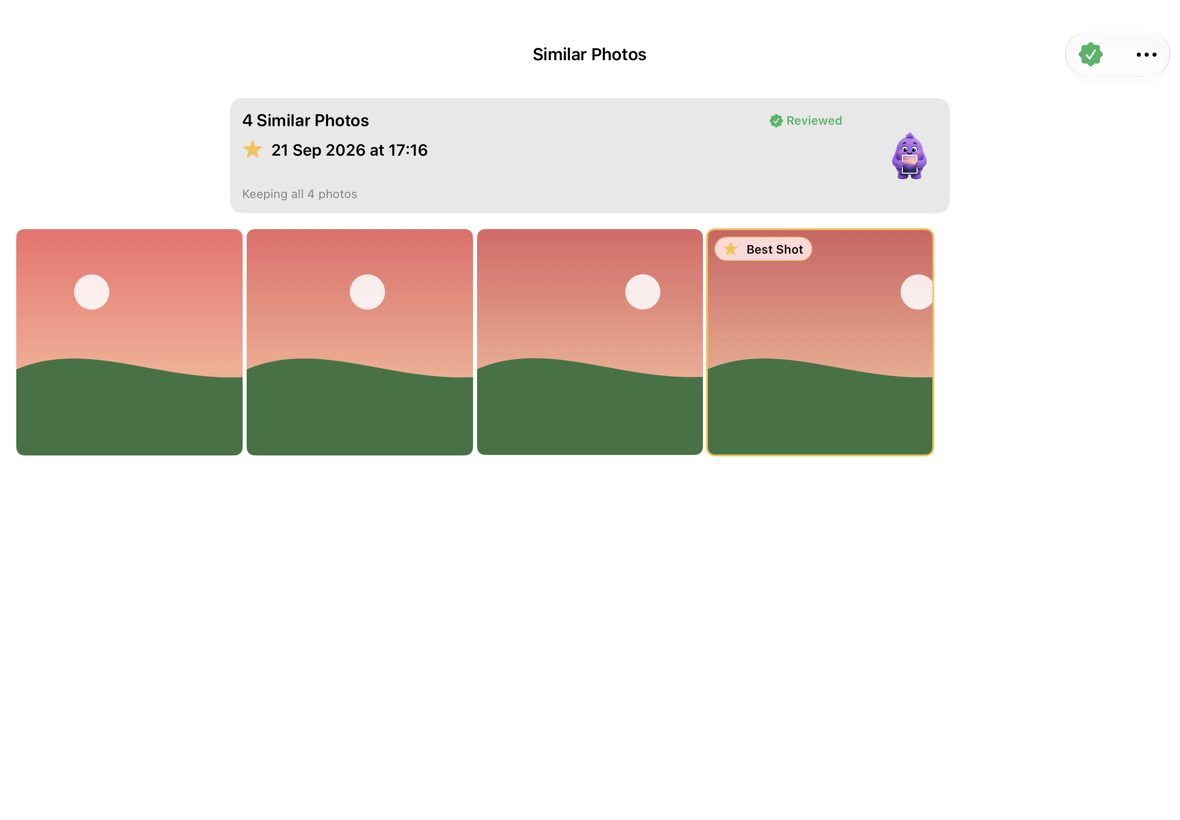 Similar Photos
4 Similar Photos
Reviewed
21 Sep 2026 at 17:16
Keeping all 4 photos
Best Shot